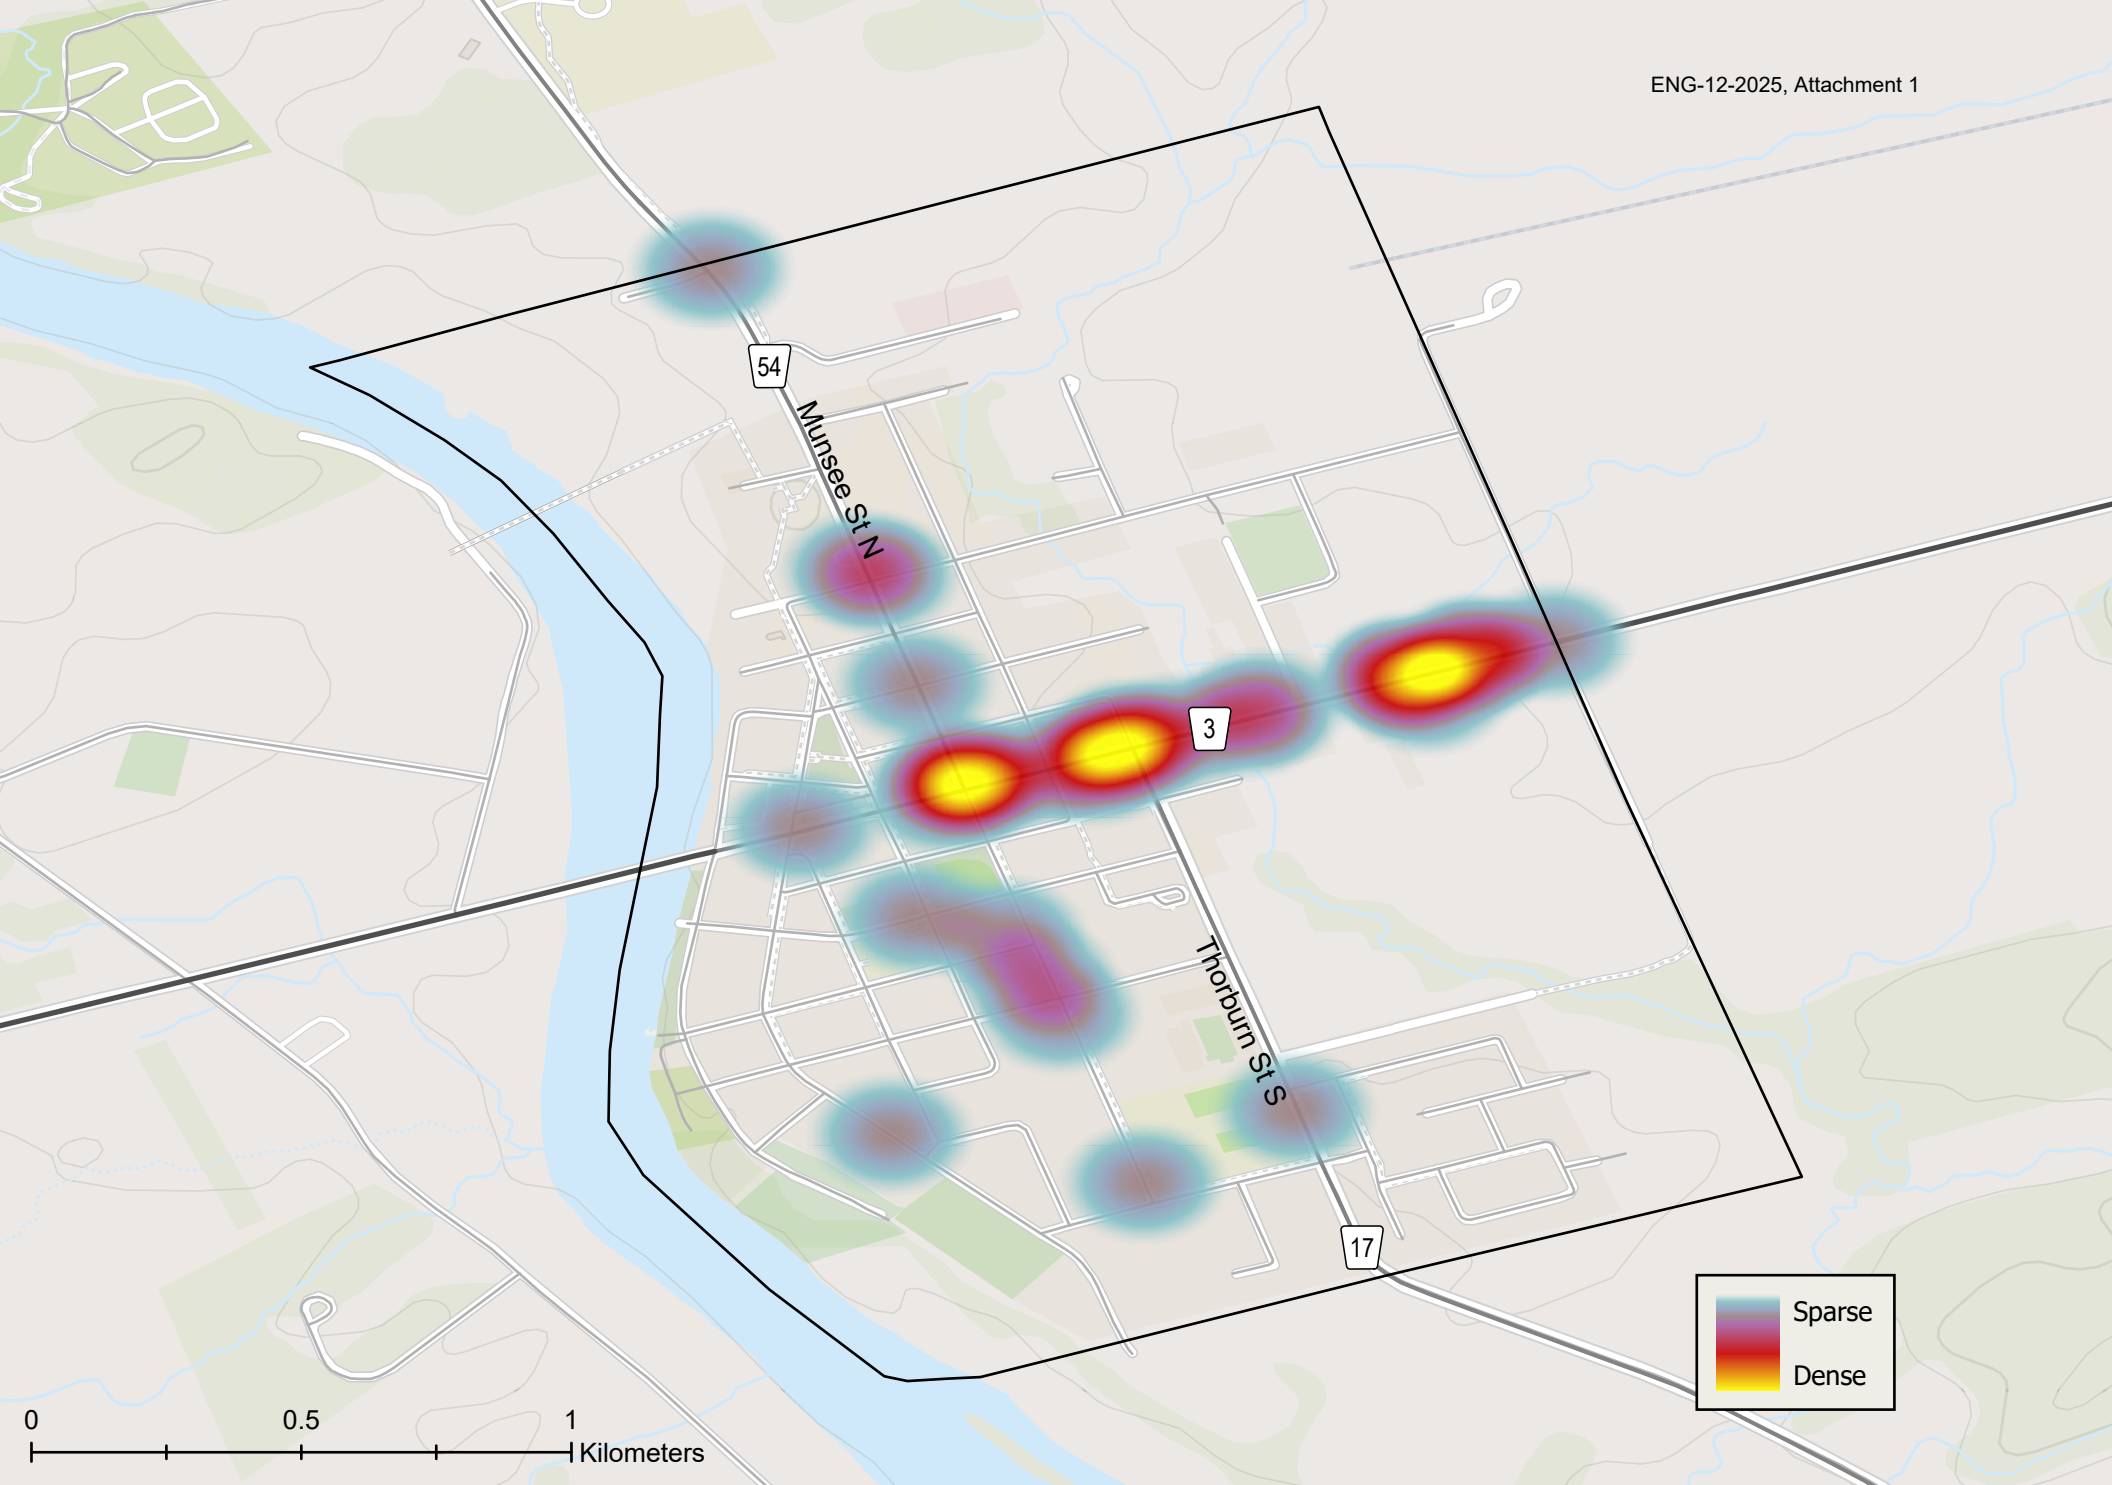 ENG-12-2025, Attachment 1
54
Munsee St N
3
Thorburn St S
17
Sparse
Dense
0 0.5 1
Kilometers